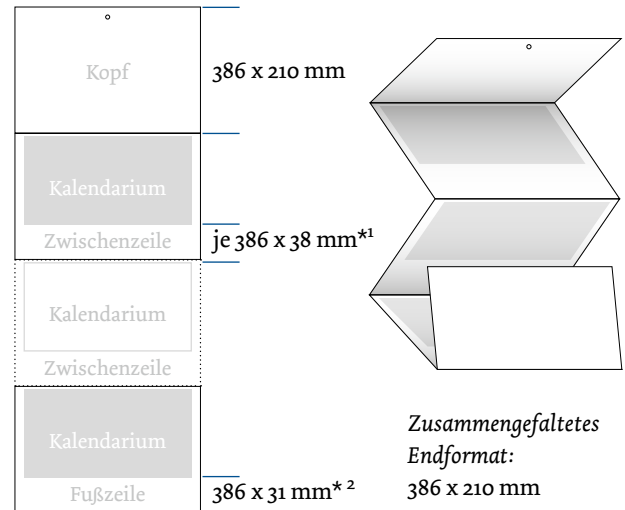 Kopf
386 x 210 mm
Kalendarium
Zwischenzeile
je 386 x 38 mm*¹
Kalendarium
Zwischenzeile
Kalendarium
Fußzeile
386 x 31 mm* ²
Zusammengefaltetes
Endformat:
386 x 210 mm